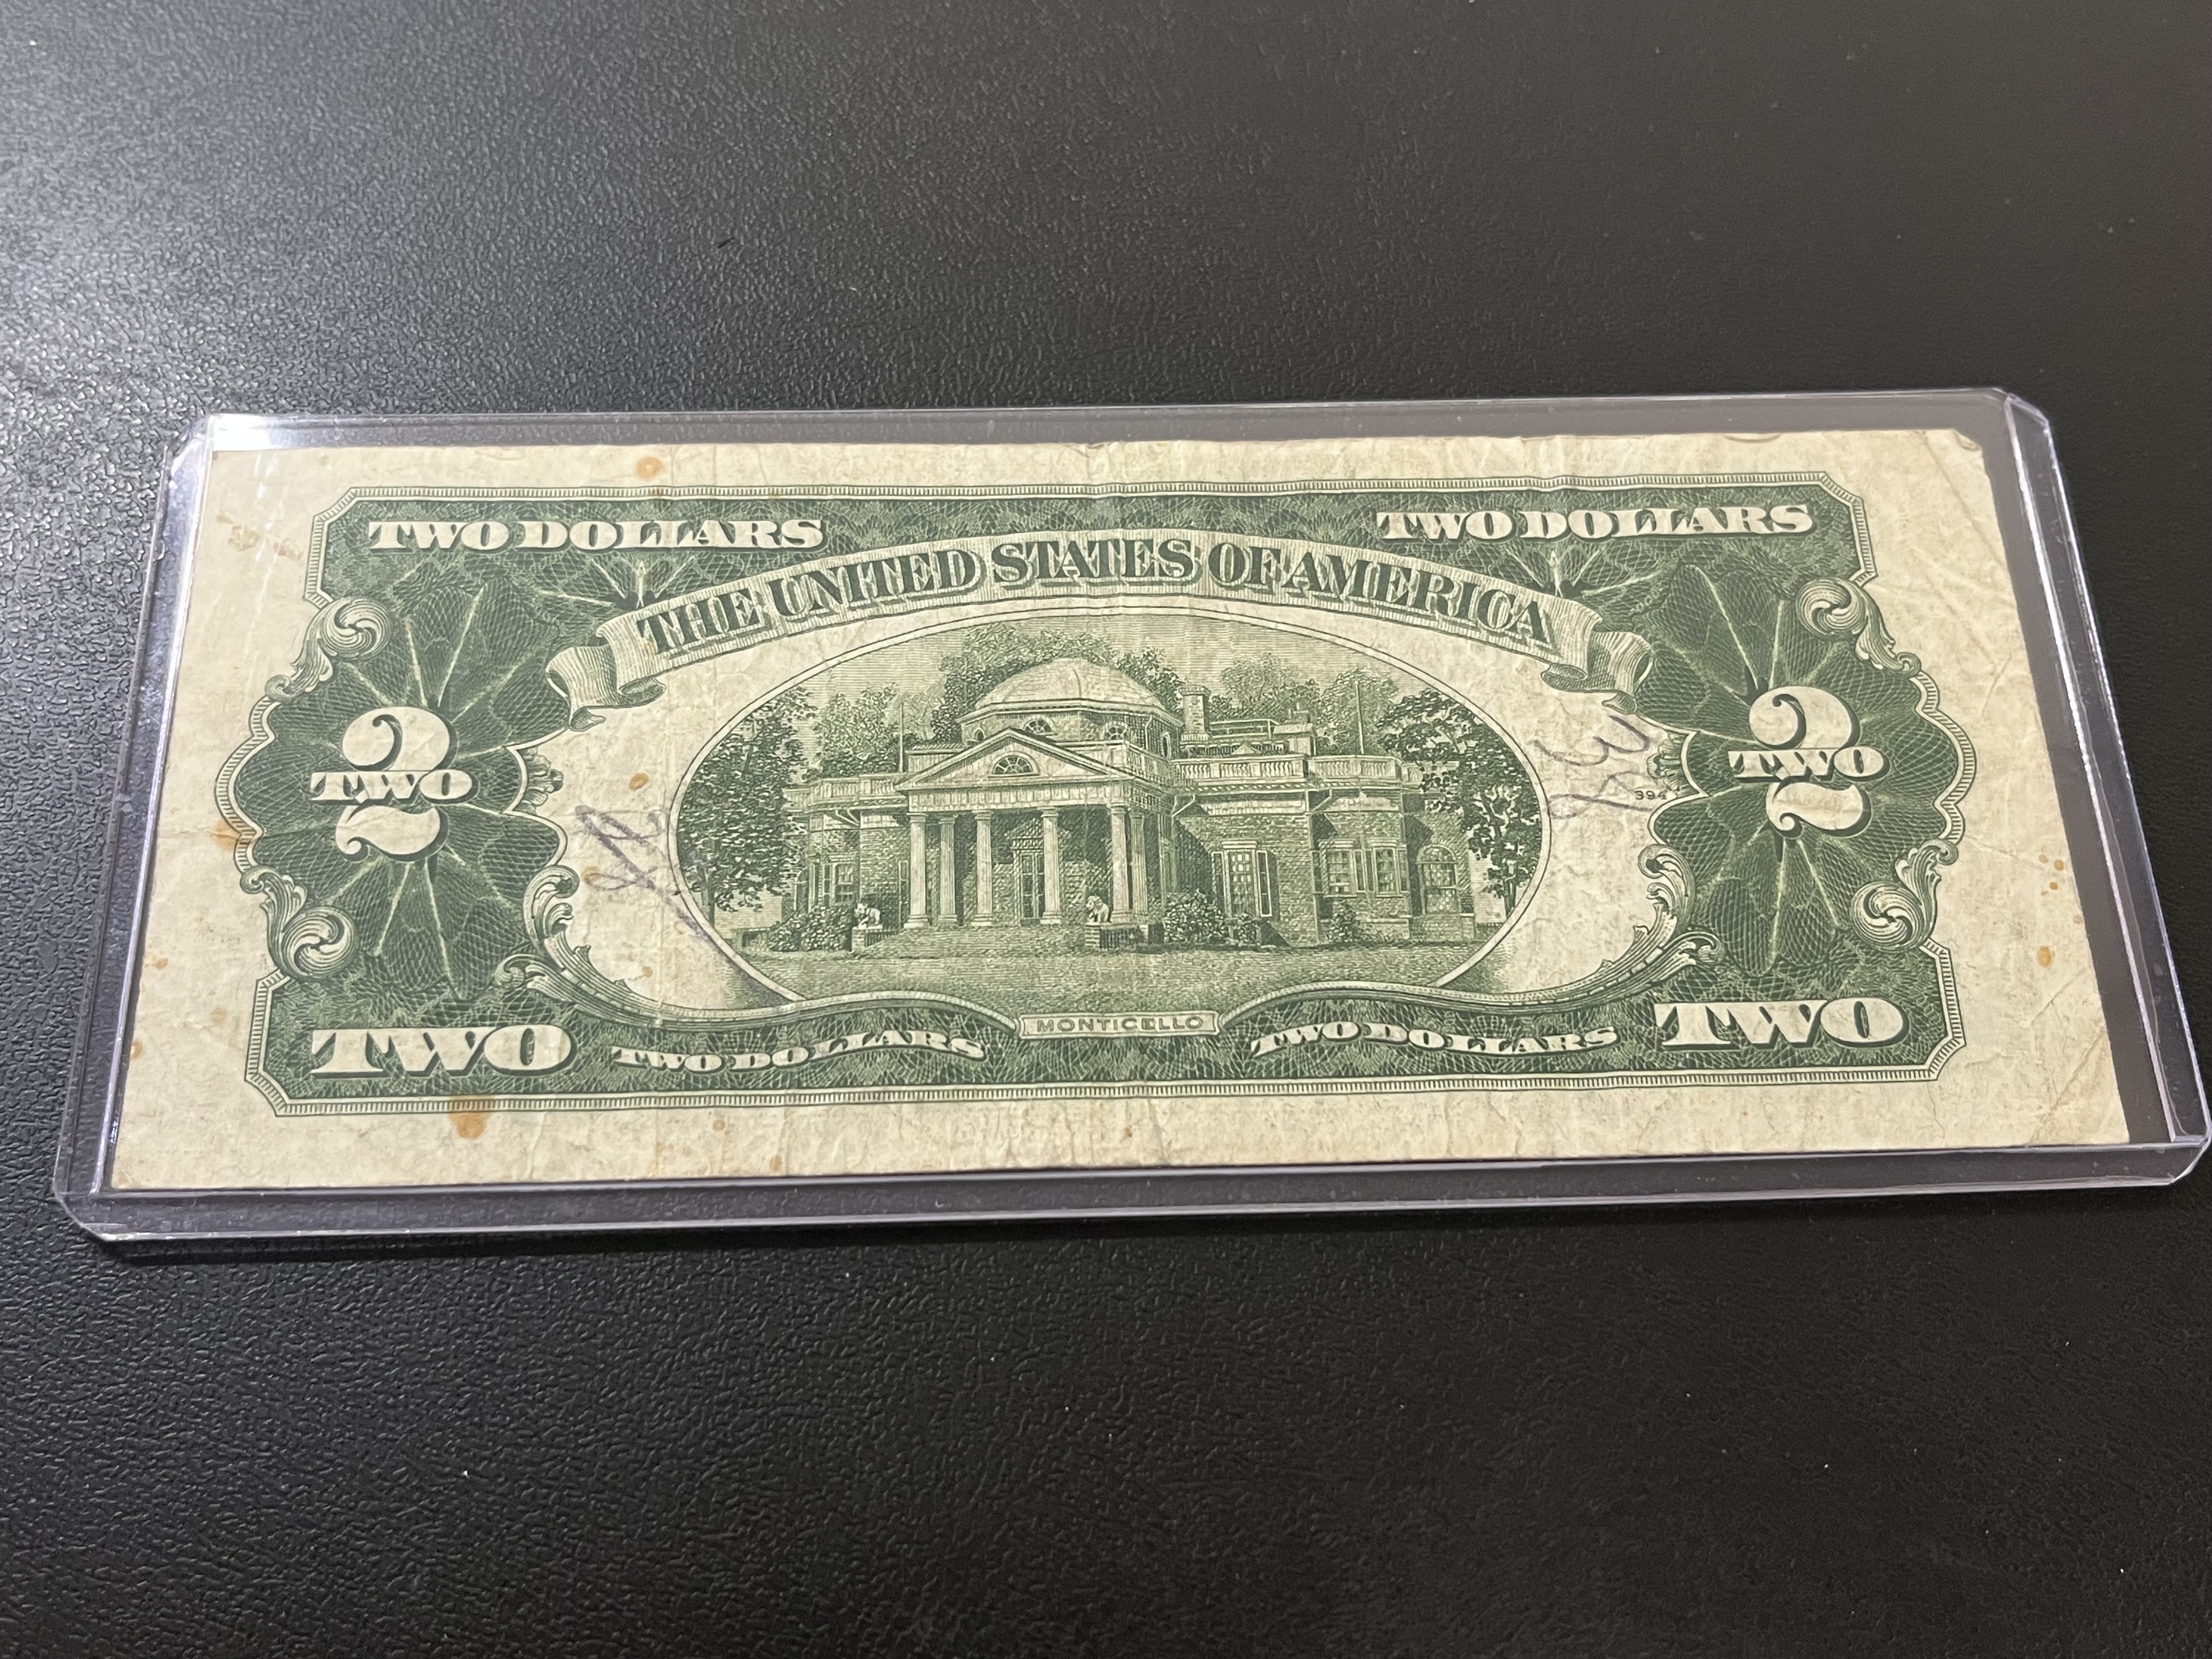 TWO DOLLARS TWO DOLLARS
THE UNITED STATES OF AMERICA
2 TWO 2 TWO
394
TWO TWO DOLLARS MONTICELLO TWO DOLLARS TWO